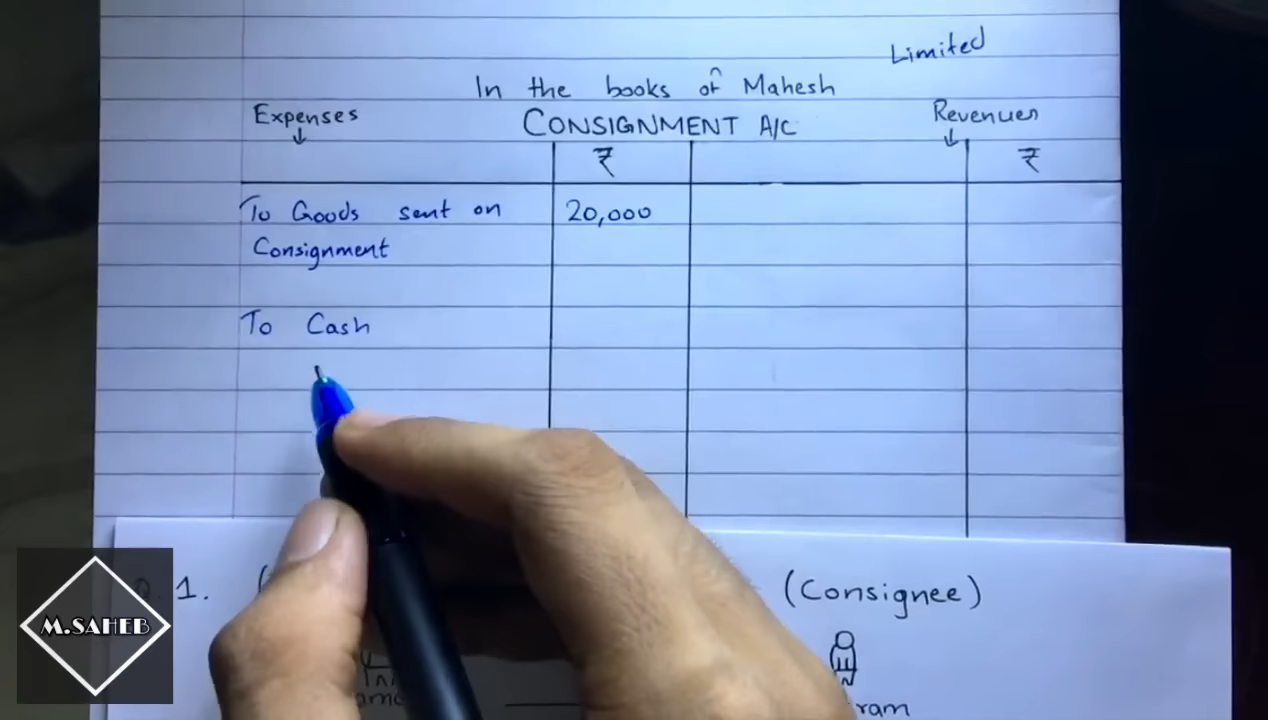 Limited
In the books of Mahesh
Expenses CONSIGNMENT A/C Revenues
₹ ₹
To Goods sent on 20,000
Consignment
To Cash
1. (Consignee)
M.SAHEB